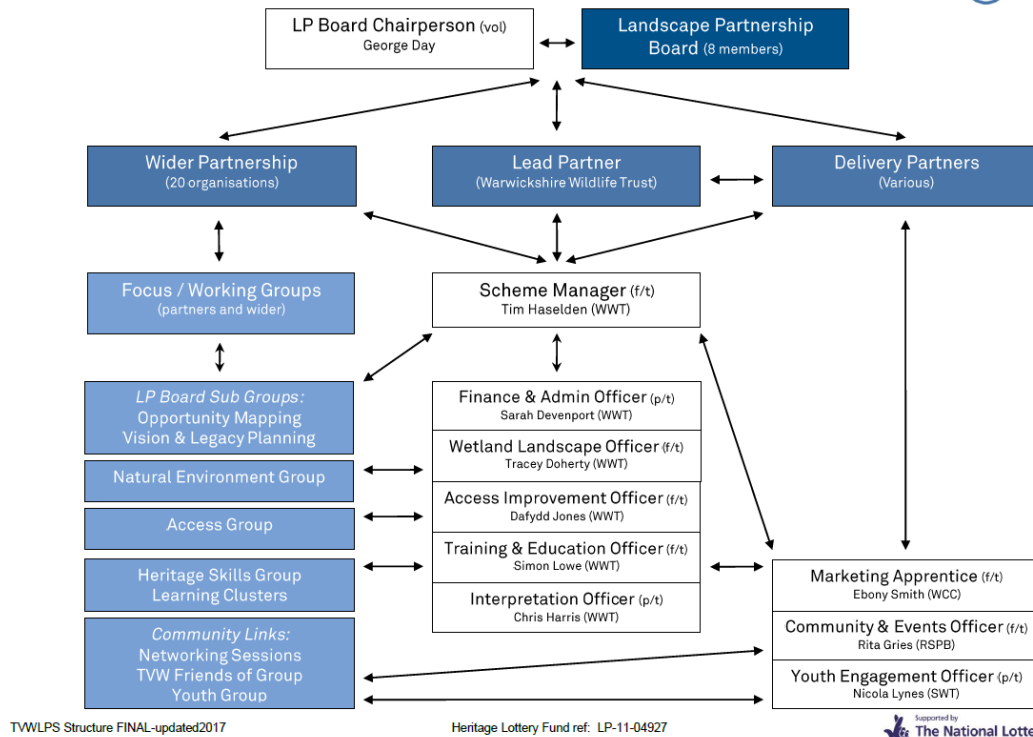 LP Board Chairperson (vol)
George Day
Landscape Partnership
Board (8 members)
Wider Partnership
(20 organisations)
Lead Partner
(Warwickshire Wildlife Trust)
Delivery Partners
(Various)
Focus / Working Groups
(partners and wider)
Scheme Manager (f/t)
Tim Haselden (WWT)
LP Board Sub Groups:
Opportunity Mapping
Vision & Legacy Planning
Natural Environment Group
Access Group
Heritage Skills Group
Learning Clusters
Community Links:
Networking Sessions
TVW Friends of Group
Youth Group
Finance & Admin Officer (p/t)
Sarah Devenport (WWT)
Wetland Landscape Officer (f/t)
Tracey Doherty (WWT)
Access Improvement Officer (f/t)
Dafydd Jones (WWT)
Training & Education Officer (f/t)
Simon Lowe (WWT)
Interpretation Officer (p/t)
Chris Harris (WWT)
Marketing Apprentice (f/t)
Ebony Smith (WCC)
Community & Events Officer (f/t)
Rita Gries (RSPB)
Youth Engagement Officer (p/t)
Nicola Lynes (SWT)
TVWLPS Structure FINAL-updated2017
Heritage Lottery Fund ref: LP-11-04927
Supported by
The National Lotte